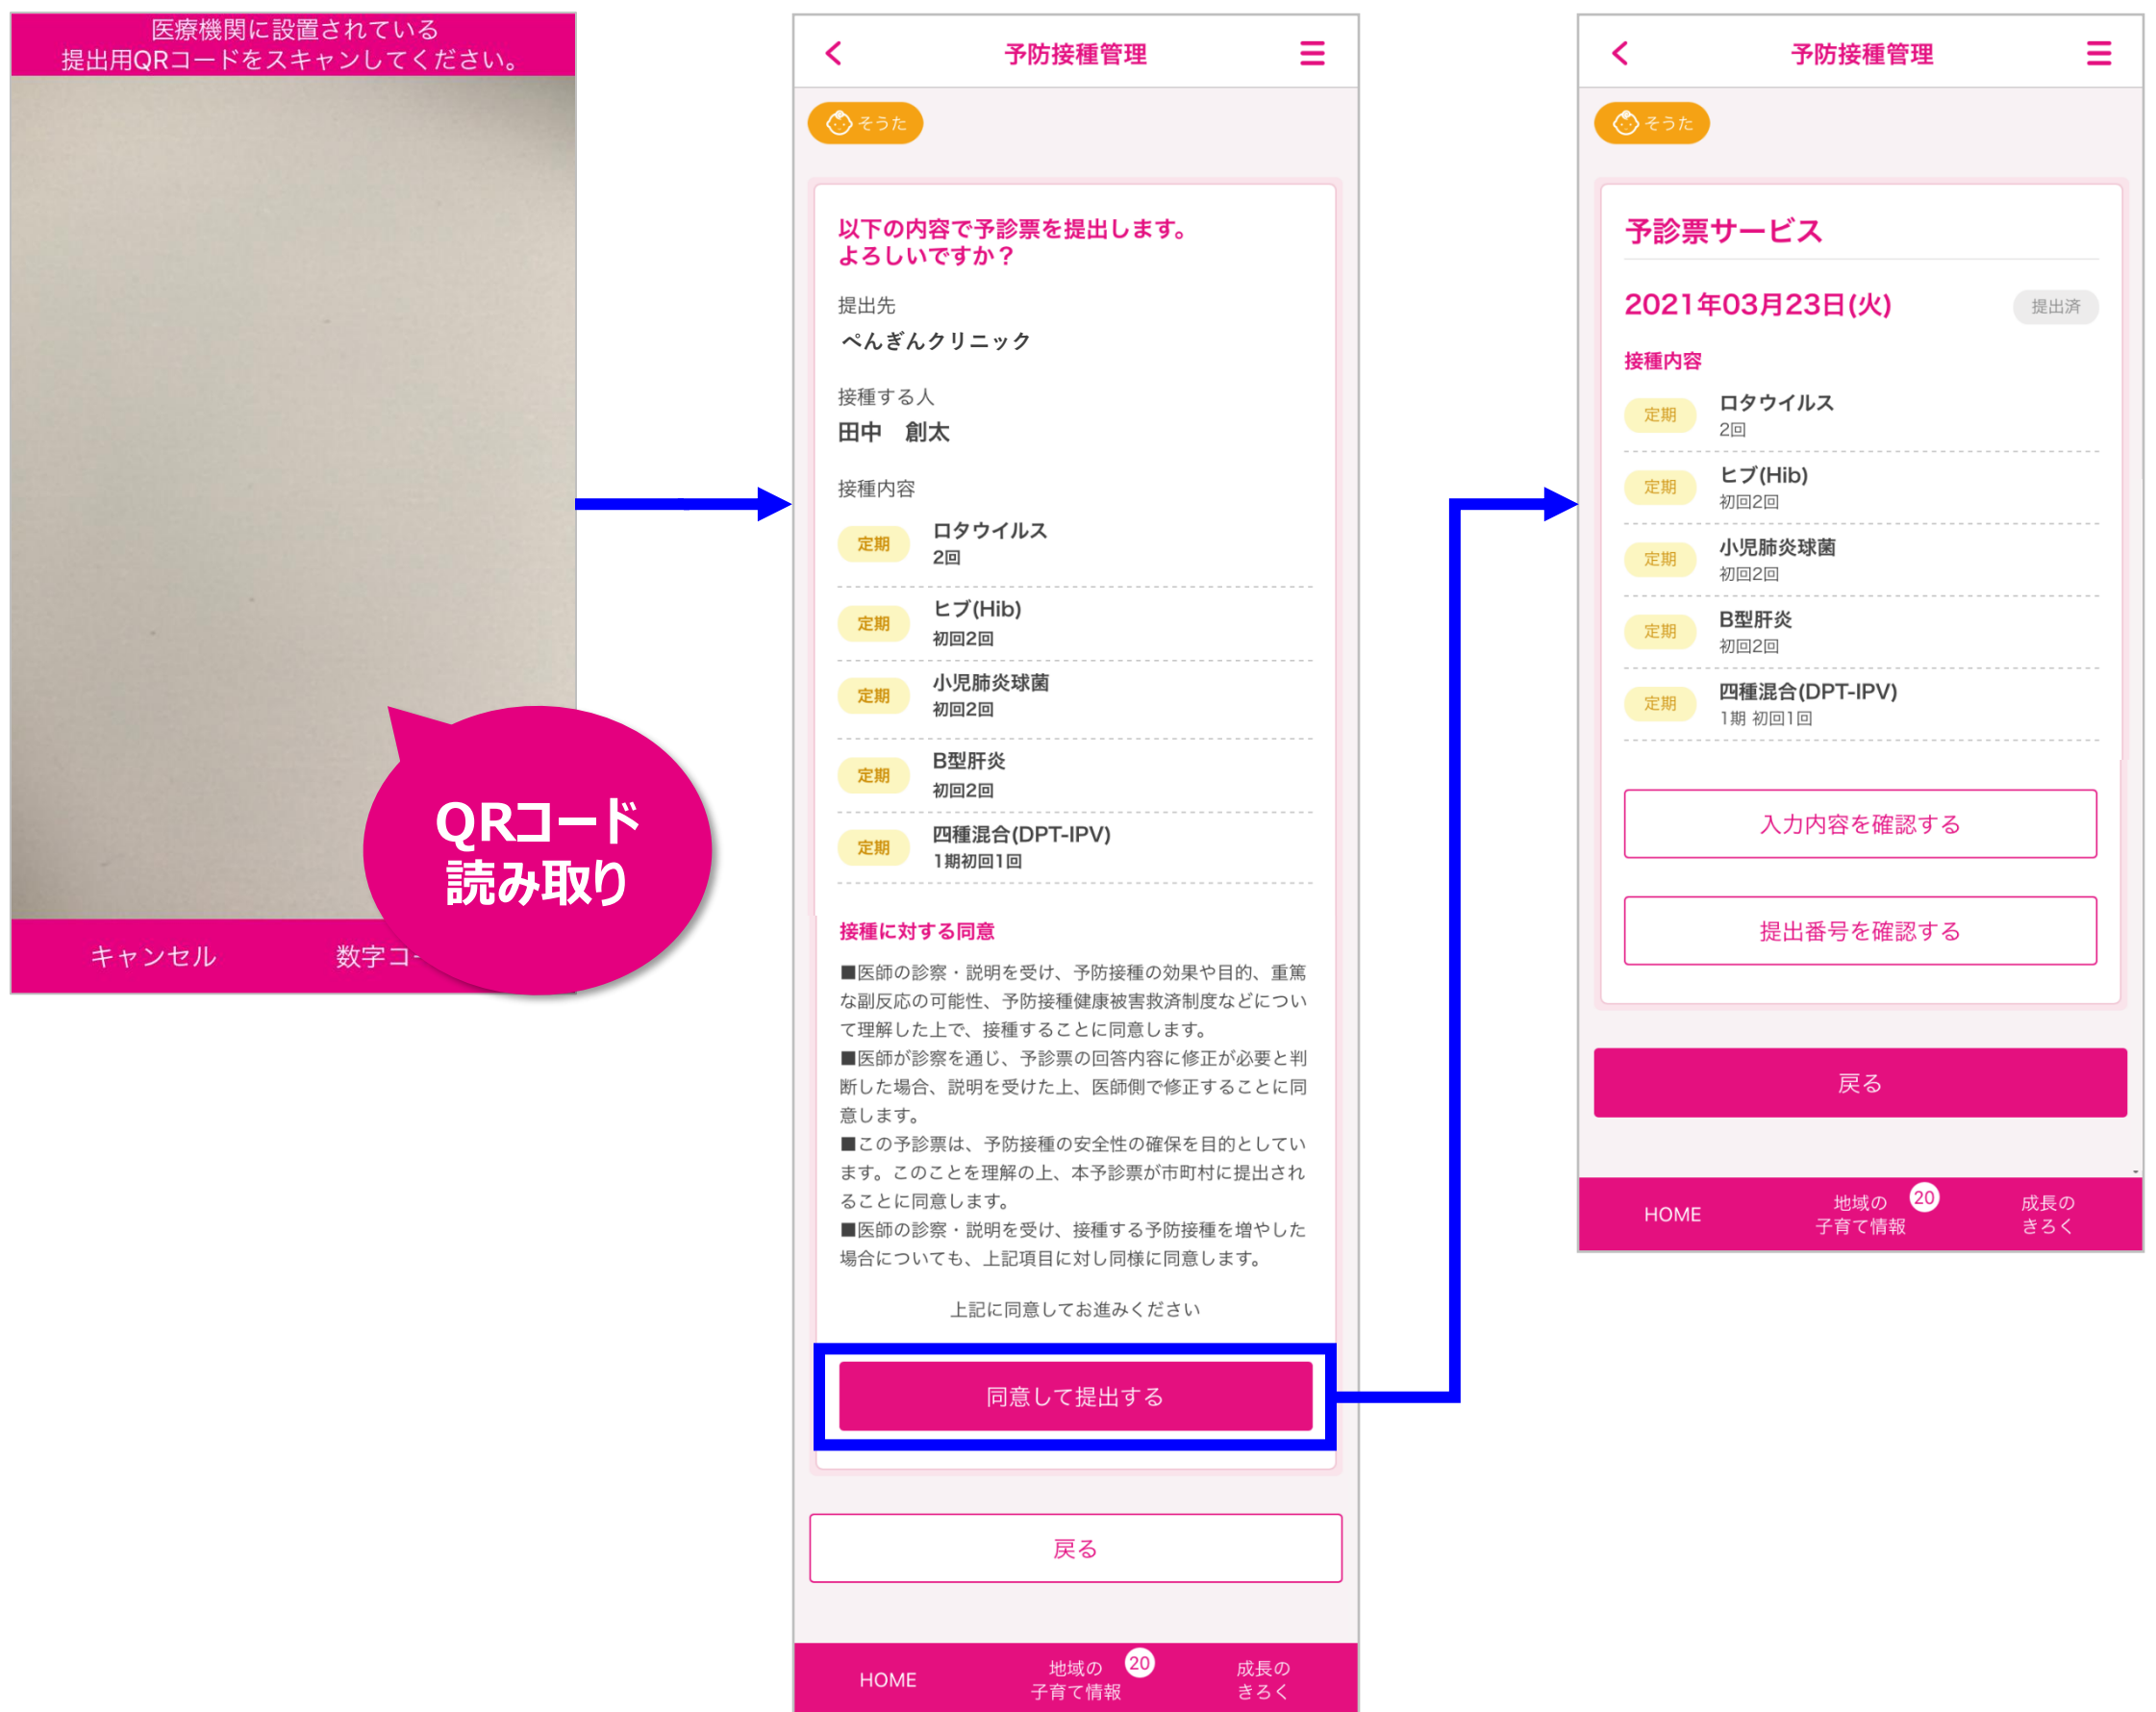 医療機関に設置されている
提出用QRコードをスキャンしてください。
QRコード
読み取り
キャンセル
数字コー
予防接種管理
そうた
以下の内容で予診票を提出します。
よろしいですか？
提出先
ぺんぎんクリニック
接種する人
田中　創太
接種内容
定期
ロタウイルス
2回
定期
ヒブ(Hib)
初回2回
定期
小児肺炎球菌
初回2回
定期
B型肝炎
初回2回
定期
四種混合(DPT-IPV)
1期初回1回
接種に対する同意
■医師の診察・説明を受け、予防接種の効果や目的、重篤
な副反応の可能性、予防接種健康被害救済制度などについ
て理解した上で、接種することに同意します。
■医師が診察を通じ、予診票の回答内容に修正が必要と判
断した場合、説明を受けた上、医師側で修正することに同
意します。
■この予診票は、予防接種の安全性の確保を目的としてい
ます。このことを理解の上、本予診票が市町村に提出され
ることに同意します。
■医師の診察・説明を受け、接種する予防接種を増やした
場合についても、上記項目に対し同様に同意します。
上記に同意してお進みください
同意して提出する
戻る
HOME
地域の
子育て情報
20
成長の
きろく
予防接種管理
そうた
予診票サービス
2021年03月23日(火)
提出済
接種内容
定期
ロタウイルス
2回
定期
ヒブ(Hib)
初回2回
定期
小児肺炎球菌
初回2回
定期
B型肝炎
初回2回
定期
四種混合(DPT-IPV)
1期 初回1回
入力内容を確認する
提出番号を確認する
戻る
HOME
地域の
子育て情報
20
成長の
きろく